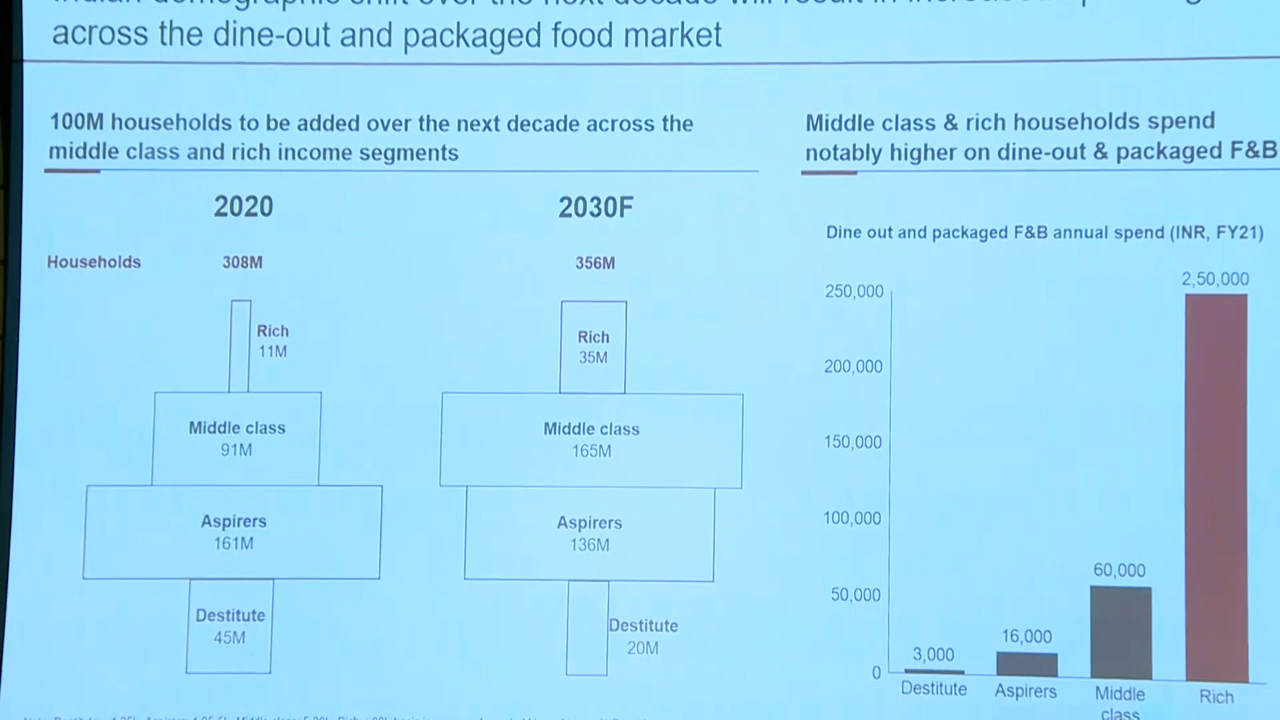 across the dine-out and packaged food market
100M households to be added over the next decade across the
middle class and rich income segments
2020
2030F
Households
308M
356M
Rich
11M
Middle class
91M
Aspirers
161M
Destitute
45M
Rich
35M
Middle class
165M
Aspirers
136M
Destitute
20M
Middle class & rich households spend
notably higher on dine-out & packaged F&B
Dine out and packaged F&B annual spend (INR, FY21)
250,000
200,000
150,000
100,000
50,000
0
3,000
16,000
60,000
2,50,000
Destitute
Aspirers
Middle
class
Rich